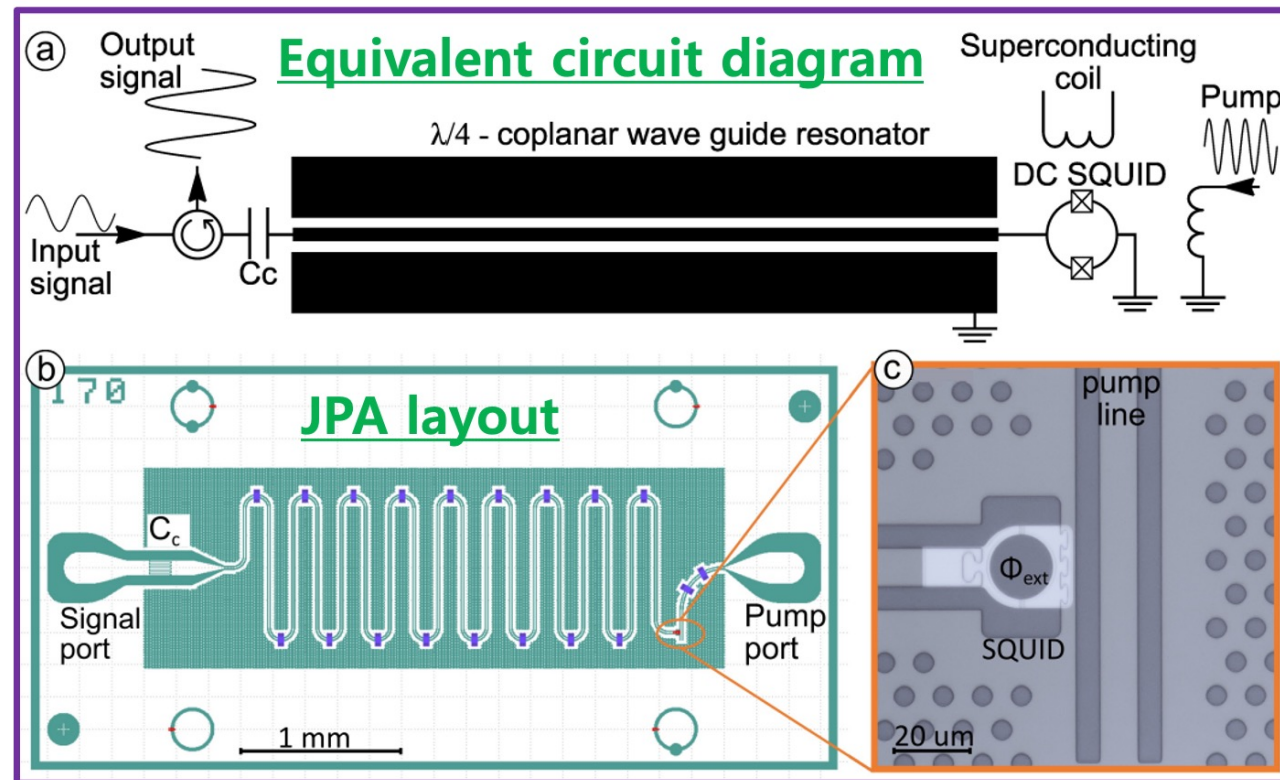 a
Output
signal
Equivalent circuit diagram
Superconducting
coil
Pump
λ/4 - coplanar wave guide resonator
DC SQUID
Input
signal
Cc
b
170
JPA layout
Cc
Signal
port
Pump
port
1 mm
c
pump
line
Φext
SQUID
20 um